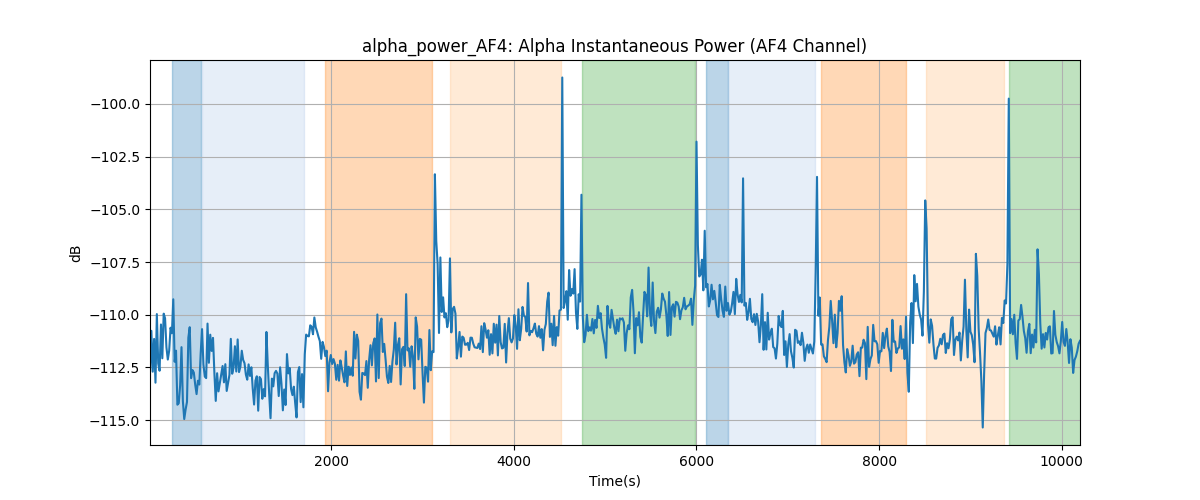 alpha_power_AF4: Alpha Instantaneous Power (AF4 Channel)
−100.0
−102.5
−105.0
−107.5
−110.0
−112.5
−115.0
dB
2000 4000 6000 8000 10000
Time(s)